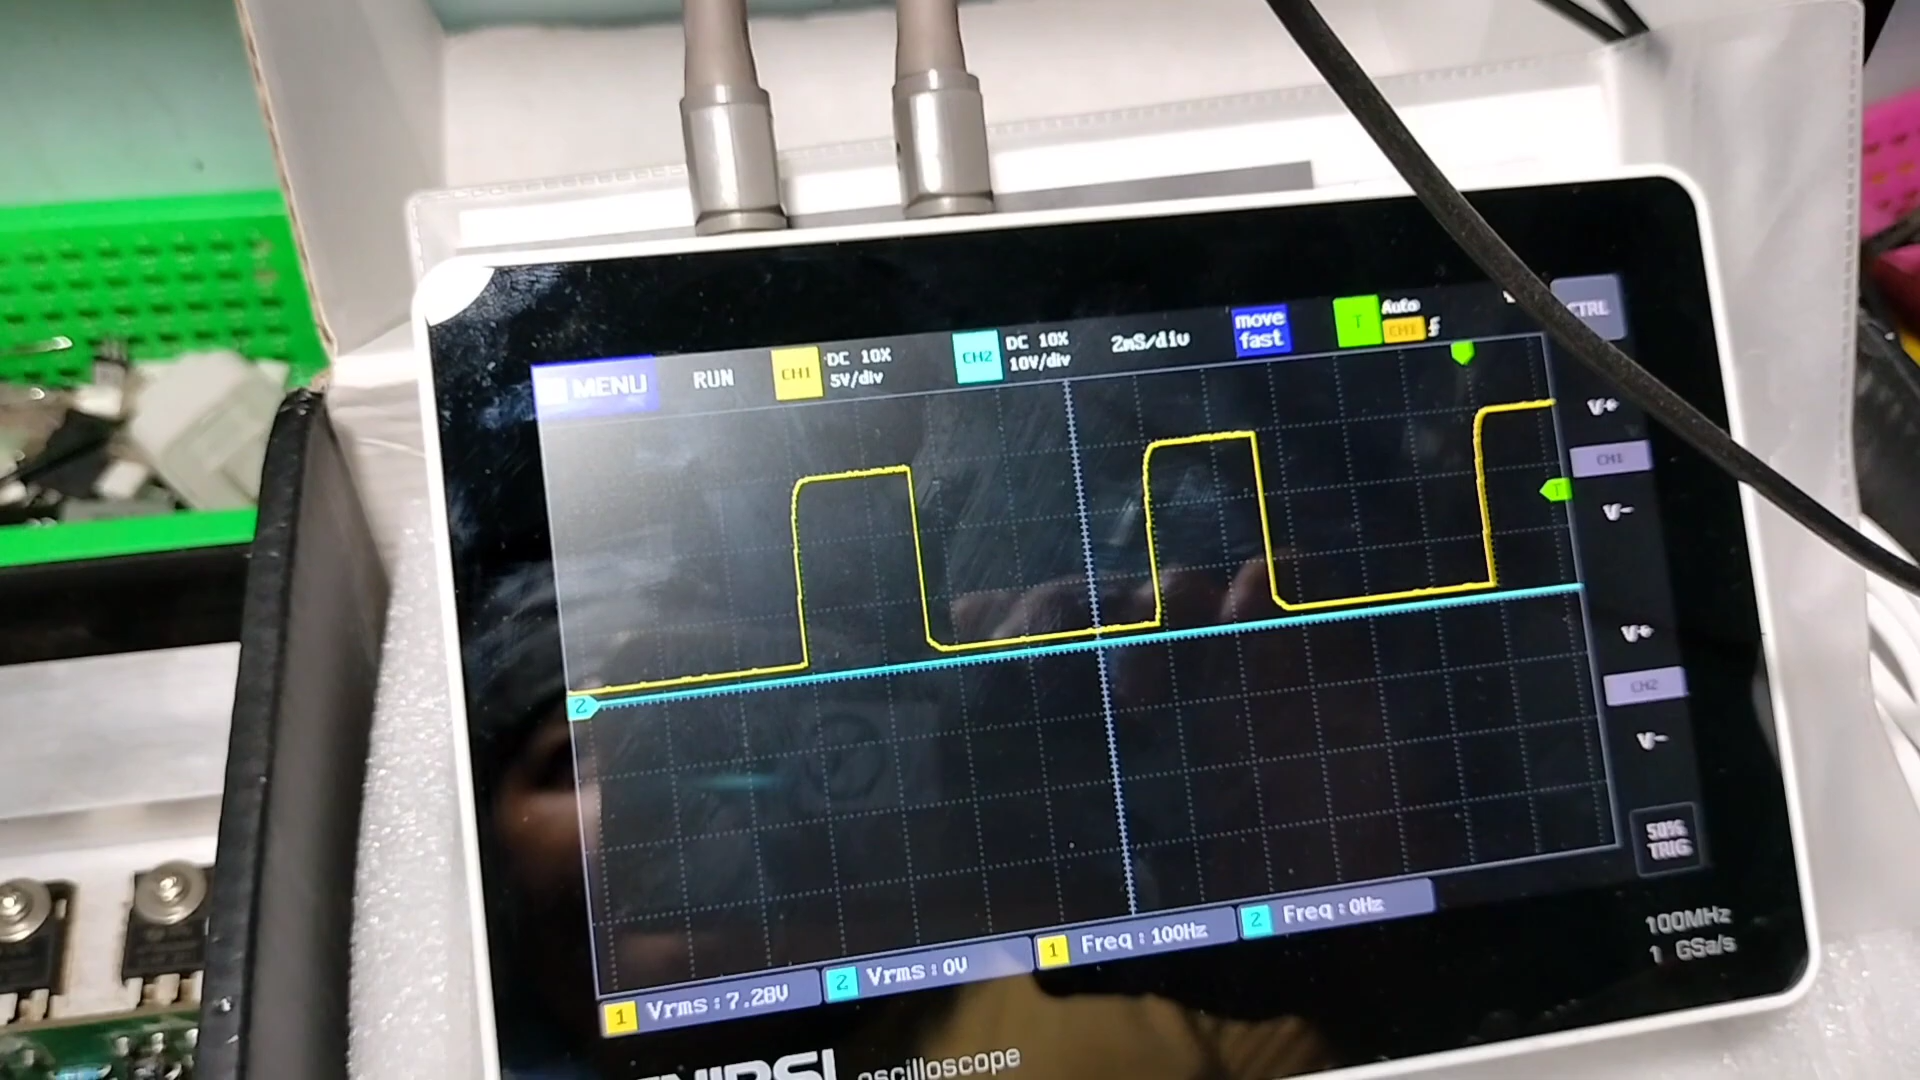 MENU
RUN
CH1
DC 10X
5V/div
CH2
DC 10X
10V/div
2mS/div
move
fast
T
Auto
CH1
CTRL
V+
CH1
V-
T
V+
CH2
V-
2
50%
TRIG
1 Vrms:7.28V
2 Vrms:0V
1 Freq:100Hz
2 Freq:0Hz
100MHz
1 GSa/s
oscilloscope